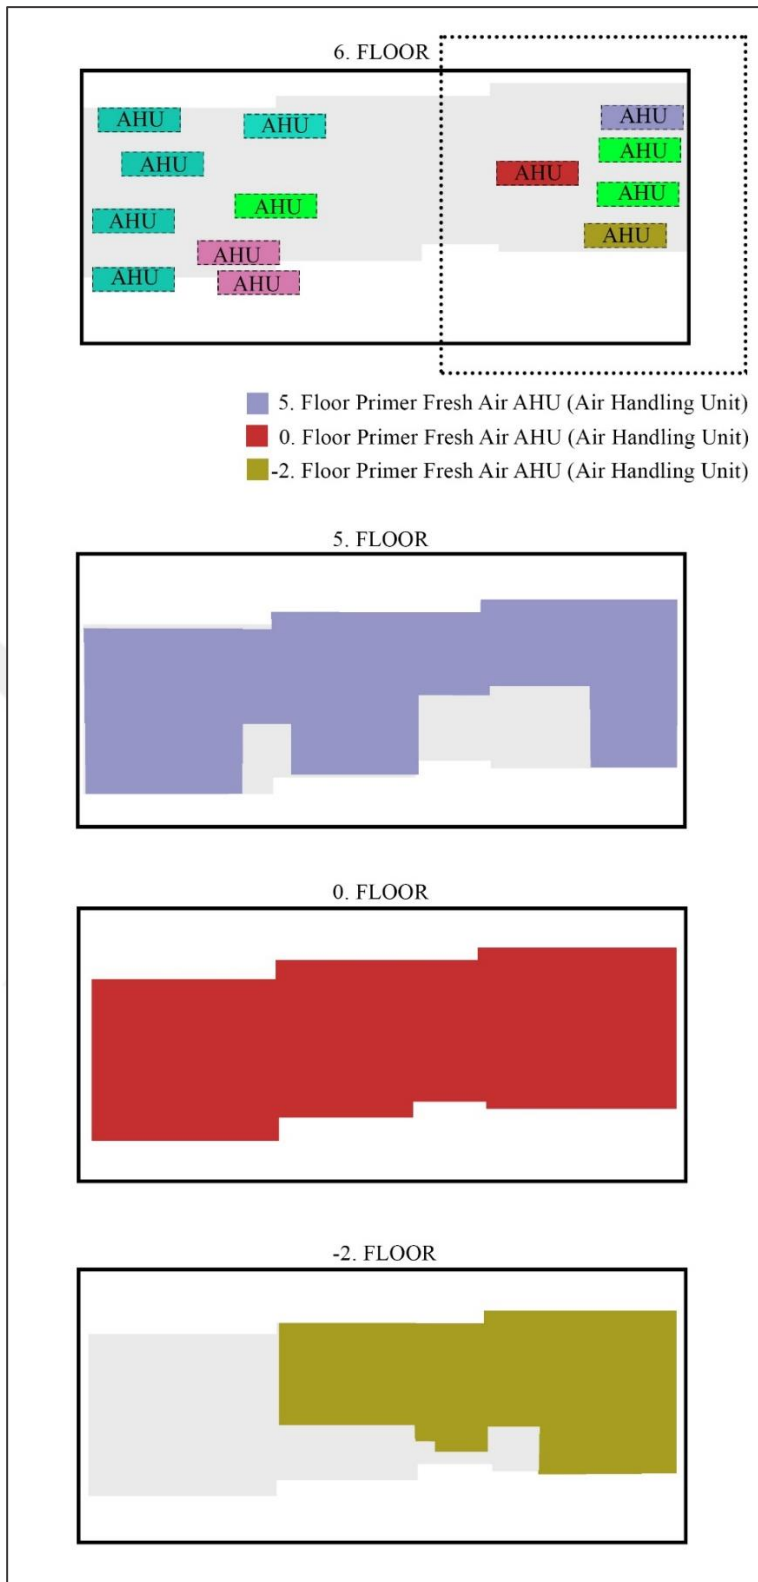 6. FLOOR
AHU
AHU
AHU
AHU
AHU
AHU
AHU
AHU
AHU
AHU
AHU
AHU
AHU
5. Floor Primer Fresh Air AHU (Air Handling Unit)
0. Floor Primer Fresh Air AHU (Air Handling Unit)
-2. Floor Primer Fresh Air AHU (Air Handling Unit)
5. FLOOR
0. FLOOR
-2. FLOOR